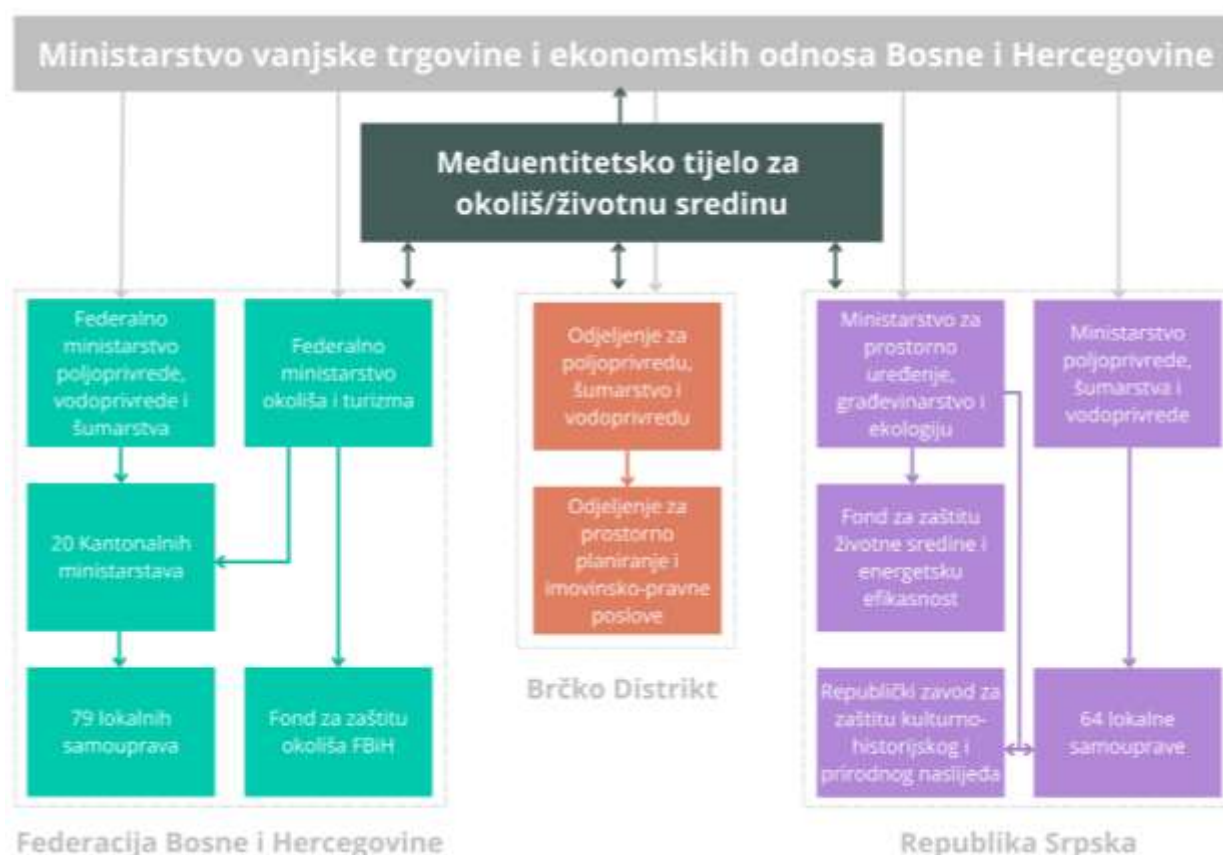 Ministarstvo vanjske trgovine i ekonomskih odnosa Bosne i Hercegovine
Međuentitetsko tijelo za
okoliš/životnu sredinu
Federalno
ministarstvo
poljoprivrede,
vodoprivrede i
šumarstva
Federalno
ministarstvo
okoliša i turizma
20 Kantonalnih
ministarstava
79 lokalnih
samouprava
Fond za zaštitu
okoliša FBiH
Federacija Bosne i Hercegovine
Odjeljenje za
poljoprivredu,
šumarstvo i
vodoprivredu
Odjeljenje za
prostorno
planiranje i
imovinsko-pravne
poslove
Brčko Distrikt
Ministarstvo za
prostorno
uređenje,
građevinarstvo i
ekologiju
Ministarstvo
poljoprivrede,
šumarstva i
vodoprivrede
Fond za zaštitu
životne sredine i
energetsku
efikasnost
Republički zavod za
zaštitu kulturno-
historijskog i
prirodnog naslijeđa
64 lokalne
samouprave
Republika Srpska